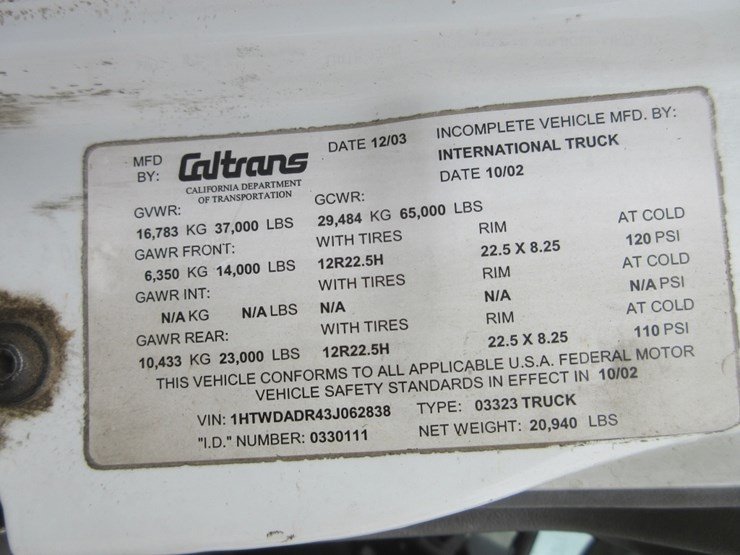 MFD BY: Caltrans DATE 12/03 INCOMPLETE VEHICLE MFD. BY:
CALIFORNIA DEPARTMENT OF TRANSPORTATION INTERNATIONAL TRUCK
DATE 10/02
GVWR: GCWR:
16,783 KG 37,000 LBS 29,484 KG 65,000 LBS
GAWR FRONT: WITH TIRES RIM AT COLD
6,350 KG 14,000 LBS 12R22.5H 22.5 X 8.25 120 PSI
GAWR INT: WITH TIRES RIM AT COLD
N/A KG N/A LBS N/A N/A N/A PSI
GAWR REAR: WITH TIRES RIM AT COLD
10,433 KG 23,000 LBS 12R22.5H 22.5 X 8.25 110 PSI
THIS VEHICLE CONFORMS TO ALL APPLICABLE U.S.A. FEDERAL MOTOR
VEHICLE SAFETY STANDARDS IN EFFECT IN 10/02
VIN: 1HTWDADR43J062838 TYPE: 03323 TRUCK
"I.D." NUMBER: 0330111 NET WEIGHT: 20,940 LBS